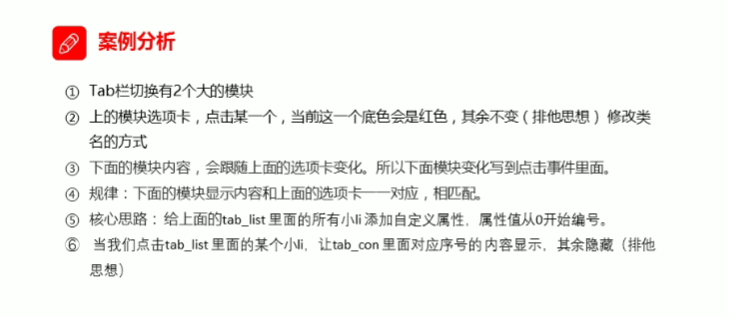 案例分析
① Tab栏切换有2个大的模块
② 上的模块选项卡，点击某一个，当前这一个底色会是红色，其余不变（排他思想） 修改类
名的方式
③ 下面的模块内容，会跟随上面的选项卡变化。所以下面模块变化写到点击事件里面。
④ 规律：下面的模块显示内容和上面的选项卡一一对应，相匹配。
⑤ 核心思路：给上面的tab_list 里面的所有小li 添加自定义属性，属性值从0开始编号。
⑥ 当我们点击tab_list 里面的某个小li，让tab_con 里面对应序号的 内容显示，其余隐藏（排他
思想）